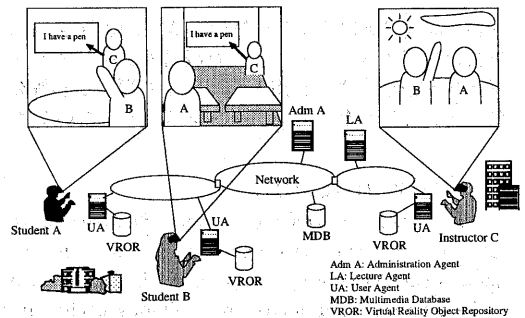 I have a pen
C
B
I have a pen
C
A
B
A
Adm A
LA
Network
Student A
UA
VROR
UA
VROR
Student B
MDB
VROR
UA
Instructor C
Adm A: Administration Agent
LA: Lecture Agent
UA: User Agent
MDB: Multimedia Database
VROR: Virtual Reality Object Repository